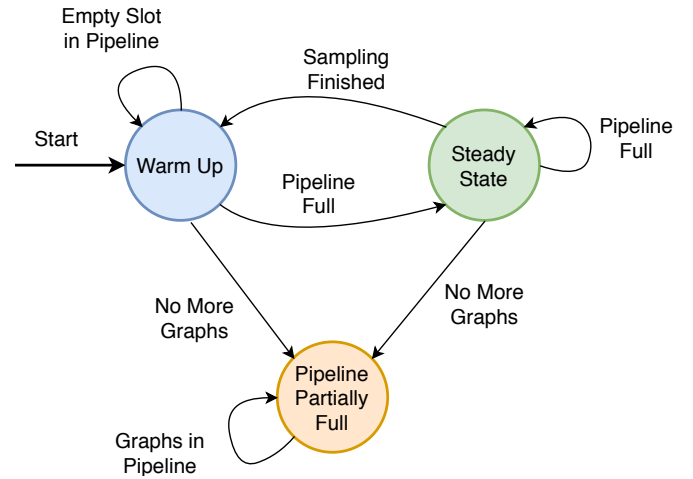 Empty Slot
in Pipeline
Sampling
Finished
Start
Warm Up
Steady
State
Pipeline
Full
Pipeline
Full
No More
Graphs
No More
Graphs
Pipeline
Partially
Full
Graphs in
Pipeline